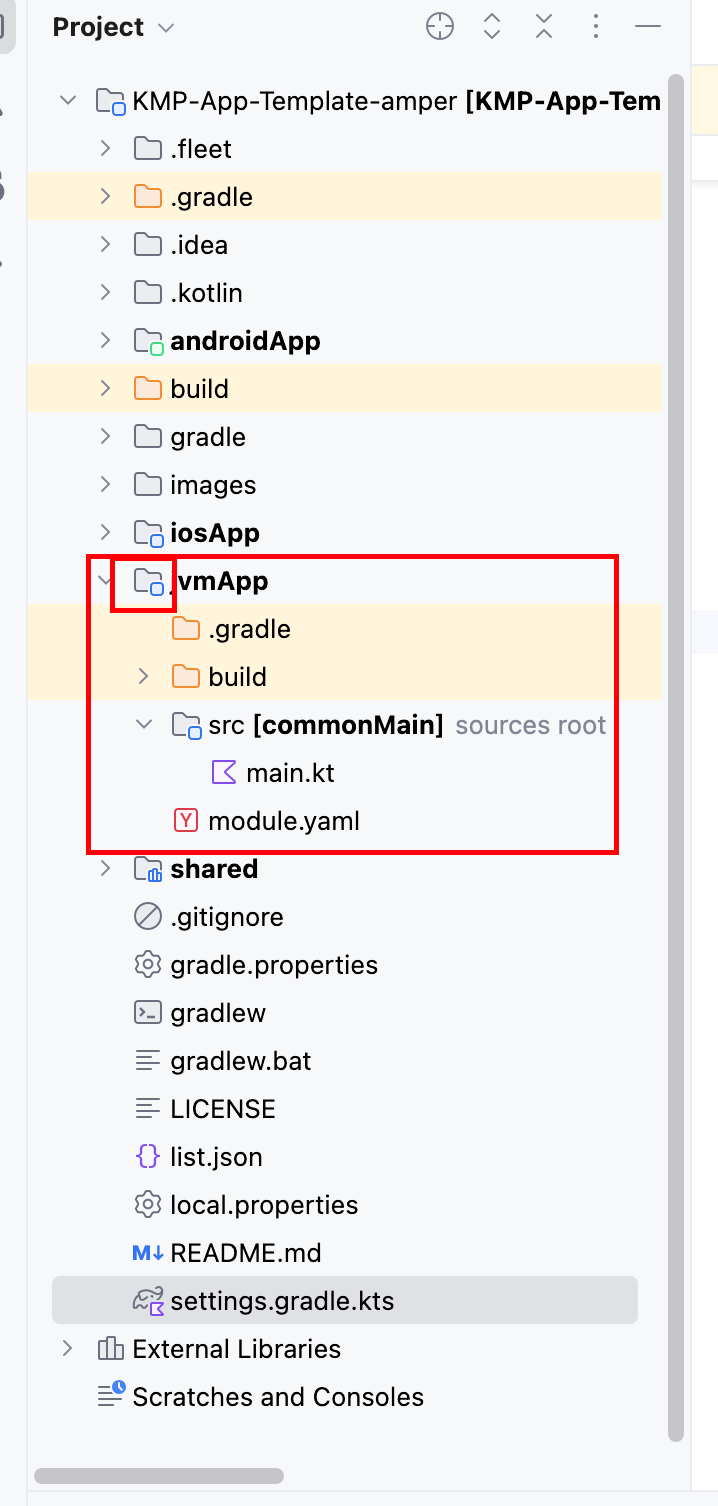 Project
KMP-App-Template-amper [KMP-App-Tem
.fleet
.gradle
.idea
.kotlin
androidApp
build
gradle
images
iosApp
jvmApp
.gradle
build
src [commonMain] sources root
main.kt
Y module.yaml
shared
.gitignore
gradle.properties
gradlew
gradlew.bat
LICENSE
{} list.json
local.properties
M↓ README.md
settings.gradle.kts
External Libraries
Scratches and Consoles